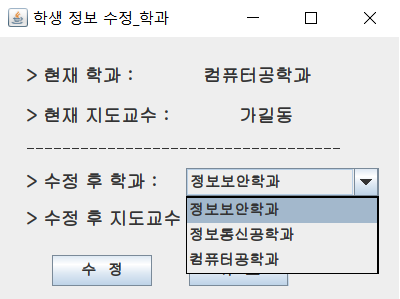 학생 정보 수정_학과
> 현재 학과 : 컴퓨터공학과
> 현재 지도교수 : 가길동
------------------------------------
> 수정 후 학과 : 정보보안학과
정보보안학과
> 수정 후 지도교수
정보통신공학과
컴퓨터공학과
수 정